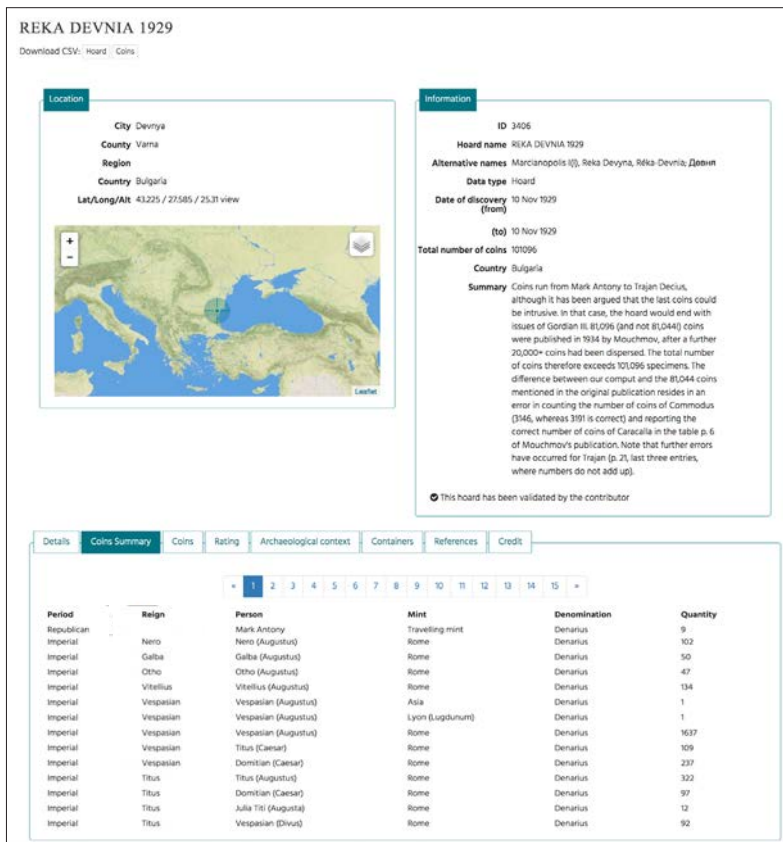 REKA DEVNIA 1929
Download CSV: Hoard Coins
Location
City Devnya
County Varna
Region
Country Bulgaria
Lat/Long/Alt 43.225 / 27.585 / 25.31 view
+
−
Leaflet
Information
ID 3406
Hoard name REKA DEVNIA 1929
Alternative names Marcianopolis I(I), Reka Devyna, Réka-Devnia; Девня
Data type Hoard
Date of discovery 10 Nov 1929
(from)
(to) 10 Nov 1929
Total number of coins 101096
Country Bulgaria
Summary Coins run from Mark Antony to Trajan Decius,
although it has been argued that the last coins could
be intrusive. In that case, the hoard would end with
issues of Gordian III. 81,096 (and not 81,044!) coins
were published in 1934 by Mouchmov, after a further
20,000+ coins had been dispersed. The total number
of coins therefore exceeds 101,096 specimens. The
difference between our comput and the 81,044 coins
mentioned in the original publication resides in an
error in counting the number of coins of Commodus
(3146, whereas 3191 is correct) and reporting the
correct number of coins of Caracalla in the table p. 6
of Mouchmov's publication. Note that further errors
have occurred for Trajan (p. 21, last three entries,
where numbers do not add up).
This hoard has been validated by the contributor
Details Coins Summary Coins Rating Archaeological context Containers References Credit
« 1 2 3 4 5 6 7 8 9 10 11 12 13 14 15 »
Period Reign Person Mint Denomination Quantity
Republican Mark Antony Travelling mint Denarius 9
Imperial Nero Nero (Augustus) Rome Denarius 102
Imperial Galba Galba (Augustus) Rome Denarius 50
Imperial Otho Otho (Augustus) Rome Denarius 47
Imperial Vitellius Vitellius (Augustus) Rome Denarius 134
Imperial Vespasian Vespasian (Augustus) Asia Denarius 1
Imperial Vespasian Vespasian (Augustus) Lyon (Lugdunum) Denarius 1
Imperial Vespasian Vespasian (Augustus) Rome Denarius 1637
Imperial Vespasian Titus (Caesar) Rome Denarius 109
Imperial Vespasian Domitian (Caesar) Rome Denarius 237
Imperial Titus Titus (Augustus) Rome Denarius 322
Imperial Titus Domitian (Caesar) Rome Denarius 97
Imperial Titus Julia Titi (Augusta) Rome Denarius 12
Imperial Titus Vespasian (Divus) Rome Denarius 92